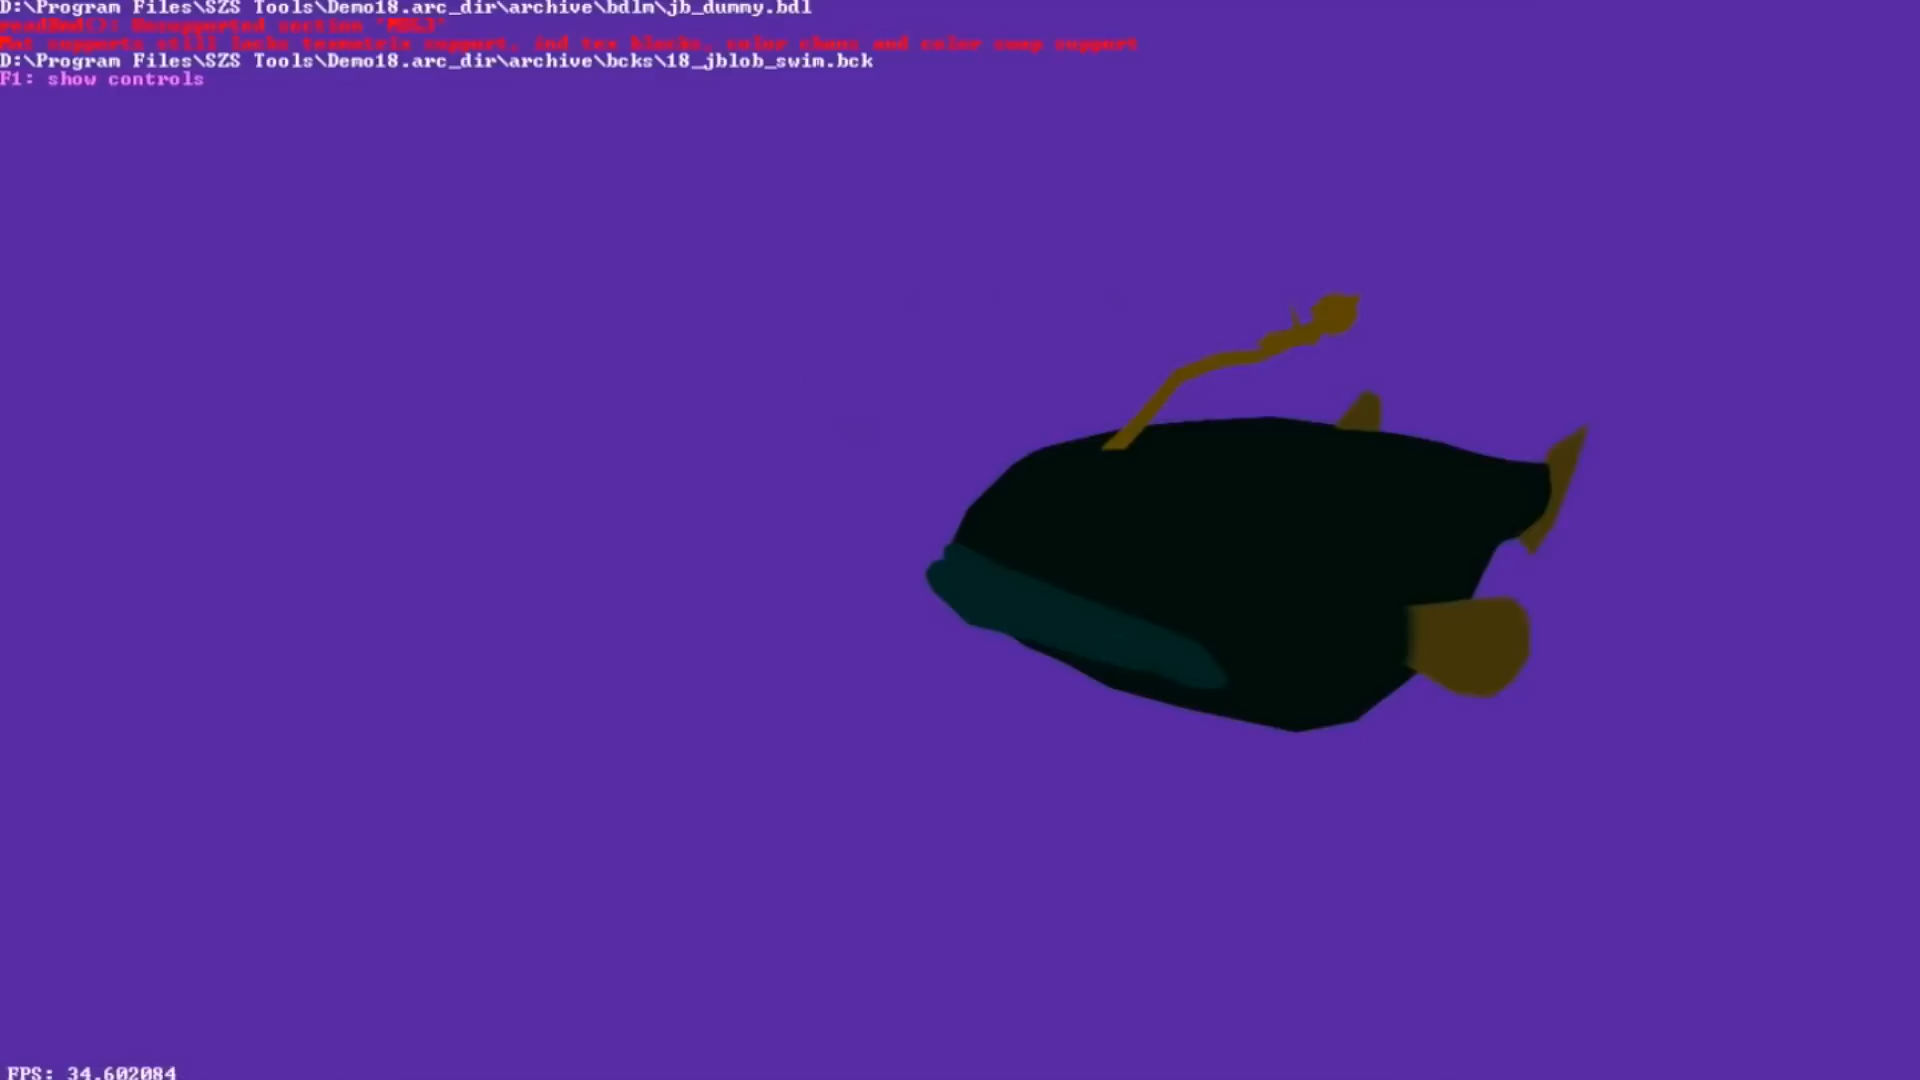 D:\Program Files\SZS Tools\Demo18.arc_dir\archive\bdlm\jb_dummy.bdl
readBmd(): Unsupported section
Mat supports still lacks texmatrix support, ind tex blocks, color chans and color swap support
D:\Program Files\SZS Tools\Demo18.arc_dir\archive\bcks\18_jblob_swim.bck
F1: show controls
FPS: 34.602084